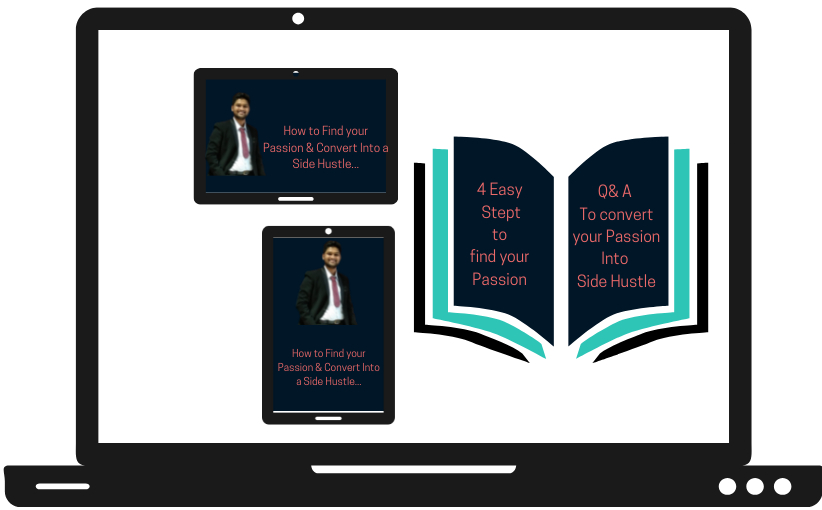 How to Find your
Passion & Convert Into a
Side Hustle...
How to Find your
Passion & Convert Into
a Side Hustle...
4 Easy
Stept
to
find your
Passion
Q& A
To convert
your Passion
Into
Side Hustle